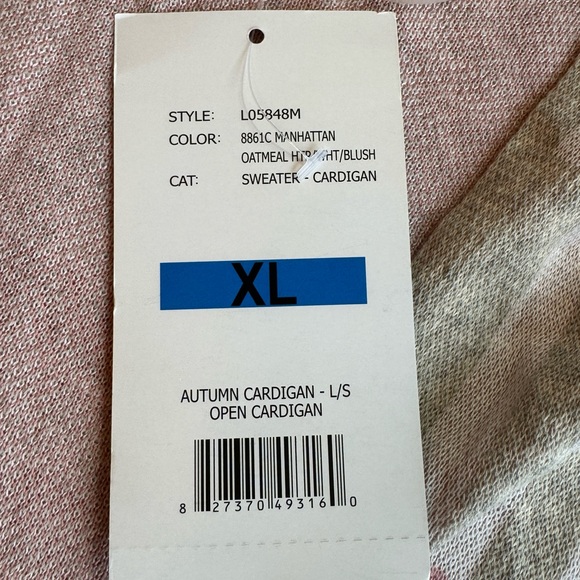 STYLE: L05848M
COLOR: 8861C MANHATTAN
OATMEAL HTR WHT/BLUSH
CAT: SWEATER - CARDIGAN
XL
AUTUMN CARDIGAN - L/S
OPEN CARDIGAN
8 27370 49316 0